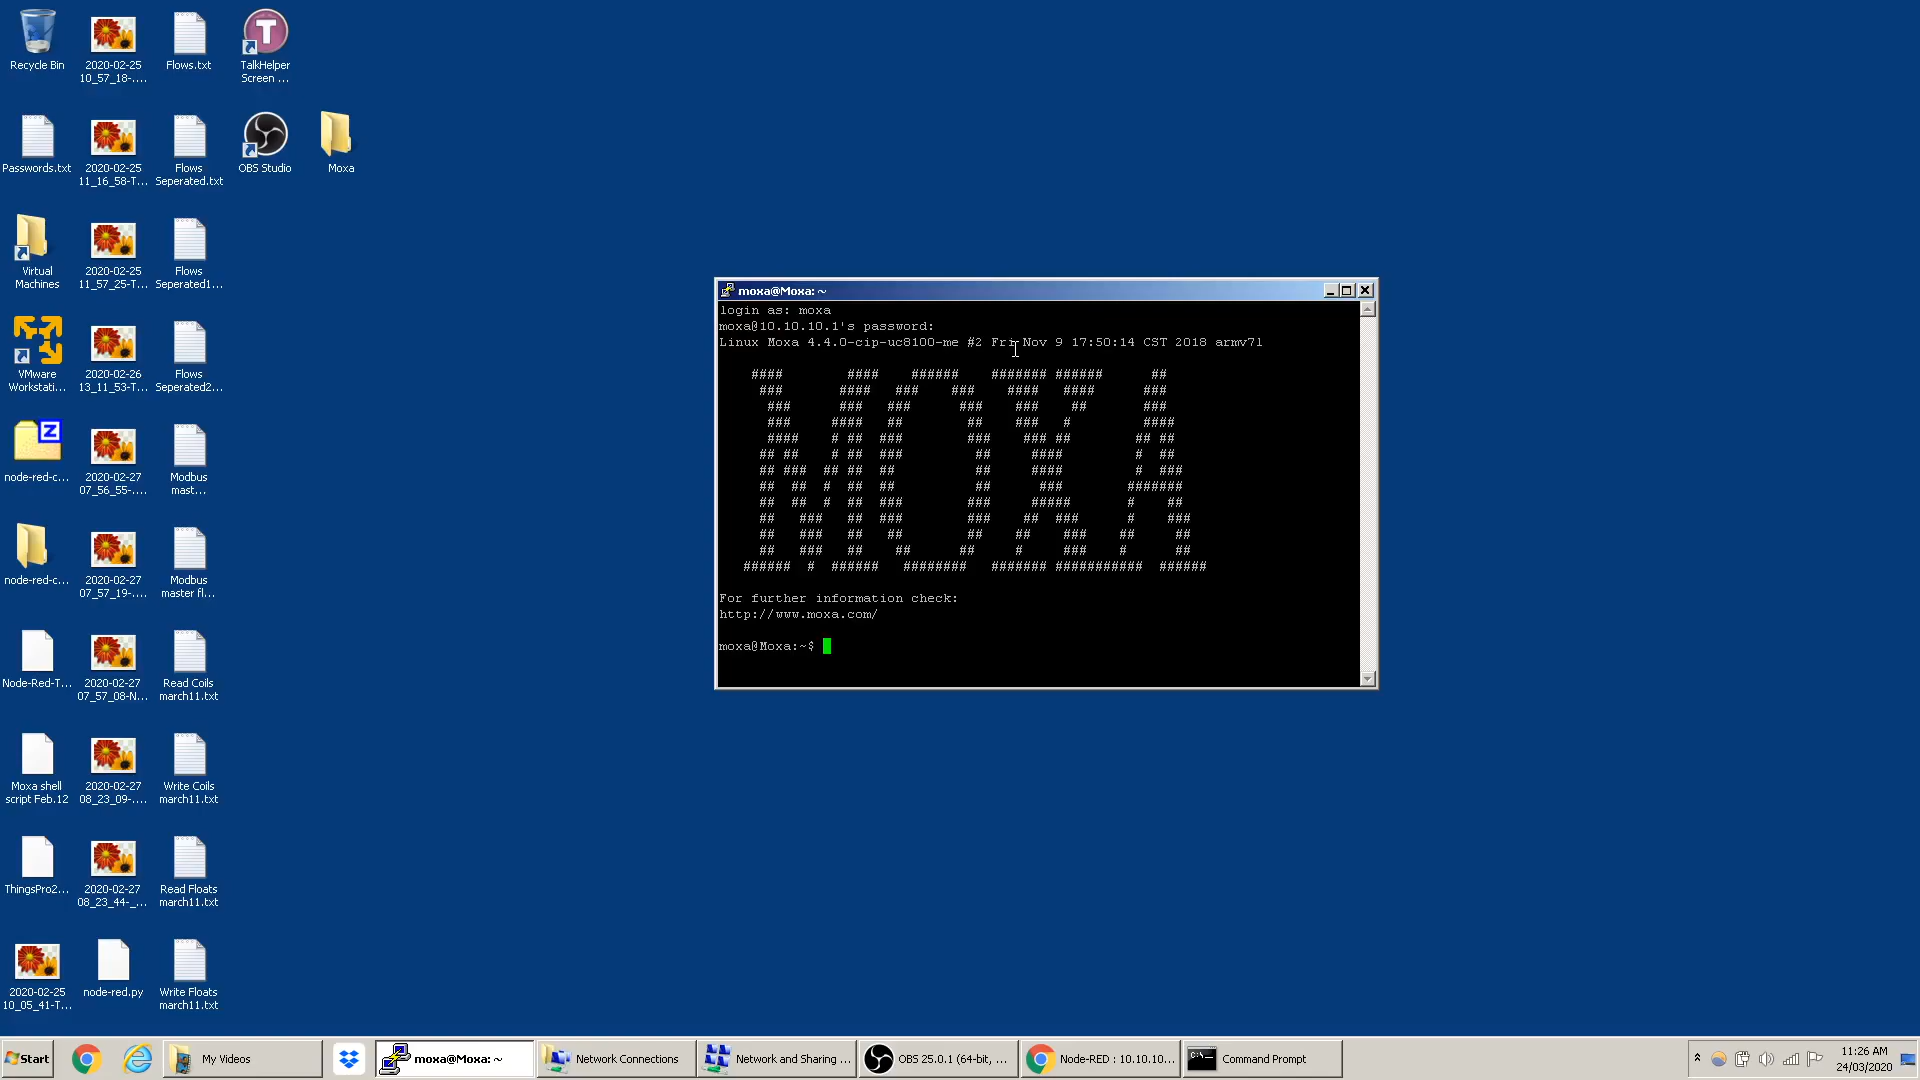 Recycle Bin
2020-02-25
10_57_18-....
Flows.txt
TalkHelper
Screen ...
Passwords.txt
2020-02-25
11_16_58-T...
Flows
Seperated.txt
OBS Studio
Moxa
Virtual
Machines
2020-02-25
11_57_25-T...
Flows
Seperated1...
VMware
Workstati...
2020-02-26
13_11_53-T...
Flows
Seperated2...
node-red-c...
2020-02-27
07_56_55-....
Modbus
mast...
node-red-c...
2020-02-27
07_57_19-....
Modbus
master fl...
Node-Red-T...
2020-02-27
07_57_08-N...
Read Coils
march11.txt
Moxa shell
script Feb.12
2020-02-27
08_23_09-....
Write Coils
march11.txt
ThingsPro2...
2020-02-27
08_23_44-_...
Read Floats
march11.txt
2020-02-25
10_05_41-T...
node-red.py
Write Floats
march11.txt
moxa@Moxa: ~
login as: moxa
moxa@10.10.10.1's password:
Linux Moxa 4.4.0-cip-uc8100-me #2 Fri Nov 9 17:50:14 CST 2018 armv7l
MOXA
For further information check:
http://www.moxa.com/
moxa@Moxa:~$
Start
My Videos
moxa@Moxa: ~
Network Connections
Network and Sharing ...
OBS 25.0.1 (64-bit, ...
Node-RED : 10.10.10...
Command Prompt
11:26 AM
24/03/2020